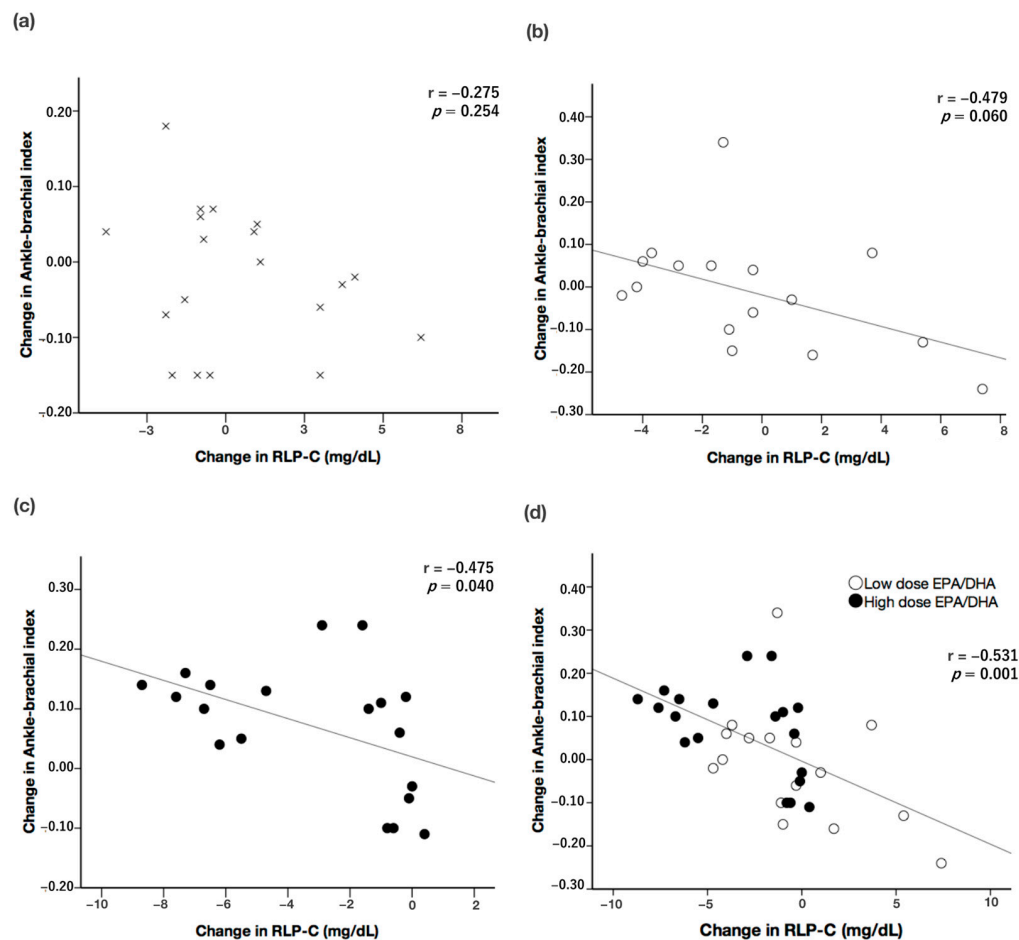 (a)
r = −0.275
p = 0.254
Change in Ankle-brachial index
0.20
0.10
0.00
−0.10
−0.20
−3
0
3
5
8
Change in RLP-C (mg/dL)
(b)
r = −0.479
p = 0.060
Change in Ankle-brachial index
0.40
0.30
0.20
0.10
0.00
−0.10
−0.20
−0.30
−4
−2
0
2
4
6
8
Change in RLP-C (mg/dL)
(c)
r = −0.475
p = 0.040
Change in Ankle-brachial index
0.30
0.20
0.10
0.00
−0.10
−0.20
−10
−8
−6
−4
−2
0
2
Change in RLP-C (mg/dL)
(d)
Low dose EPA/DHA
High dose EPA/DHA
r = −0.531
p = 0.001
Change in Ankle-brachial index
0.40
0.30
0.20
0.10
0.00
−0.10
−0.20
−0.30
−10
−5
0
5
10
Change in RLP-C (mg/dL)